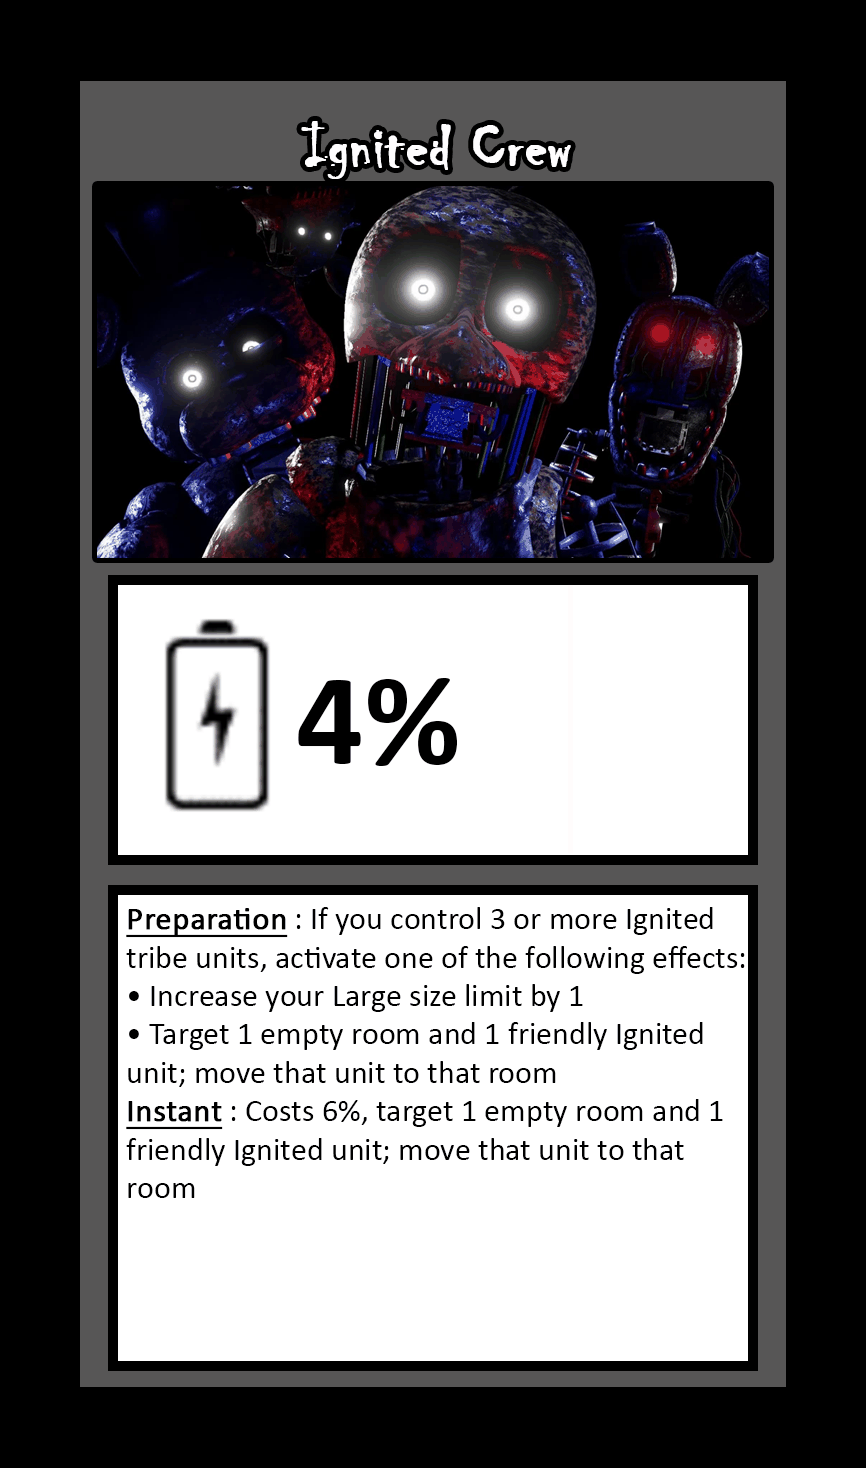 Ignited Crew
4%
Preparation : If you control 3 or more Ignited
tribe units, activate one of the following effects:
• Increase your Large size limit by 1
• Target 1 empty room and 1 friendly Ignited
unit; move that unit to that room
Instant : Costs 6%, target 1 empty room and 1
friendly Ignited unit; move that unit to that
room